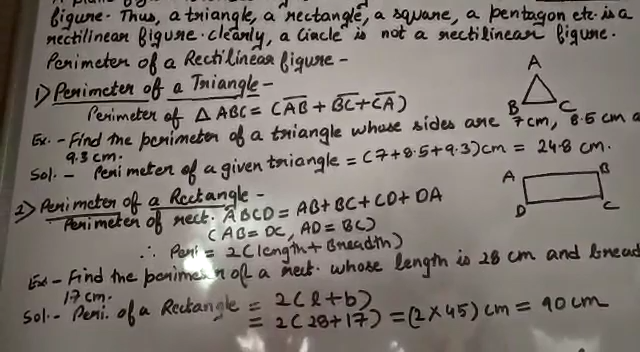 figure. Thus, a triangle, a rectangle, a square, a pentagon etc. is a
rectilinear figure. clearly, a circle is not a rectilinear figure.
Perimeter of a Rectilinear figure -
1) Perimeter of a Triangle -
Perimeter of △ ABC = (AB + BC + CA)
A
B C
Ex. - Find the perimeter of a triangle whose sides are 7 cm, 8.5 cm a
9.3 cm.
Sol. - Perimeter of a given triangle = (7+8.5+9.3) cm = 24.8 cm.
2) Perimeter of a Rectangle -
Perimeter of rect. ABCD = AB + BC + CD + DA
(AB = DC, AD = BC)
A B
D C
∴ Peri = 2(length + Breadth)
Ex - Find the perimeter of a rect. whose length is 28 cm and bread
17 cm.
Sol. - Peri. of a Rectangle = 2(l + b)
= 2(28+17) = (2×45) cm = 90 cm